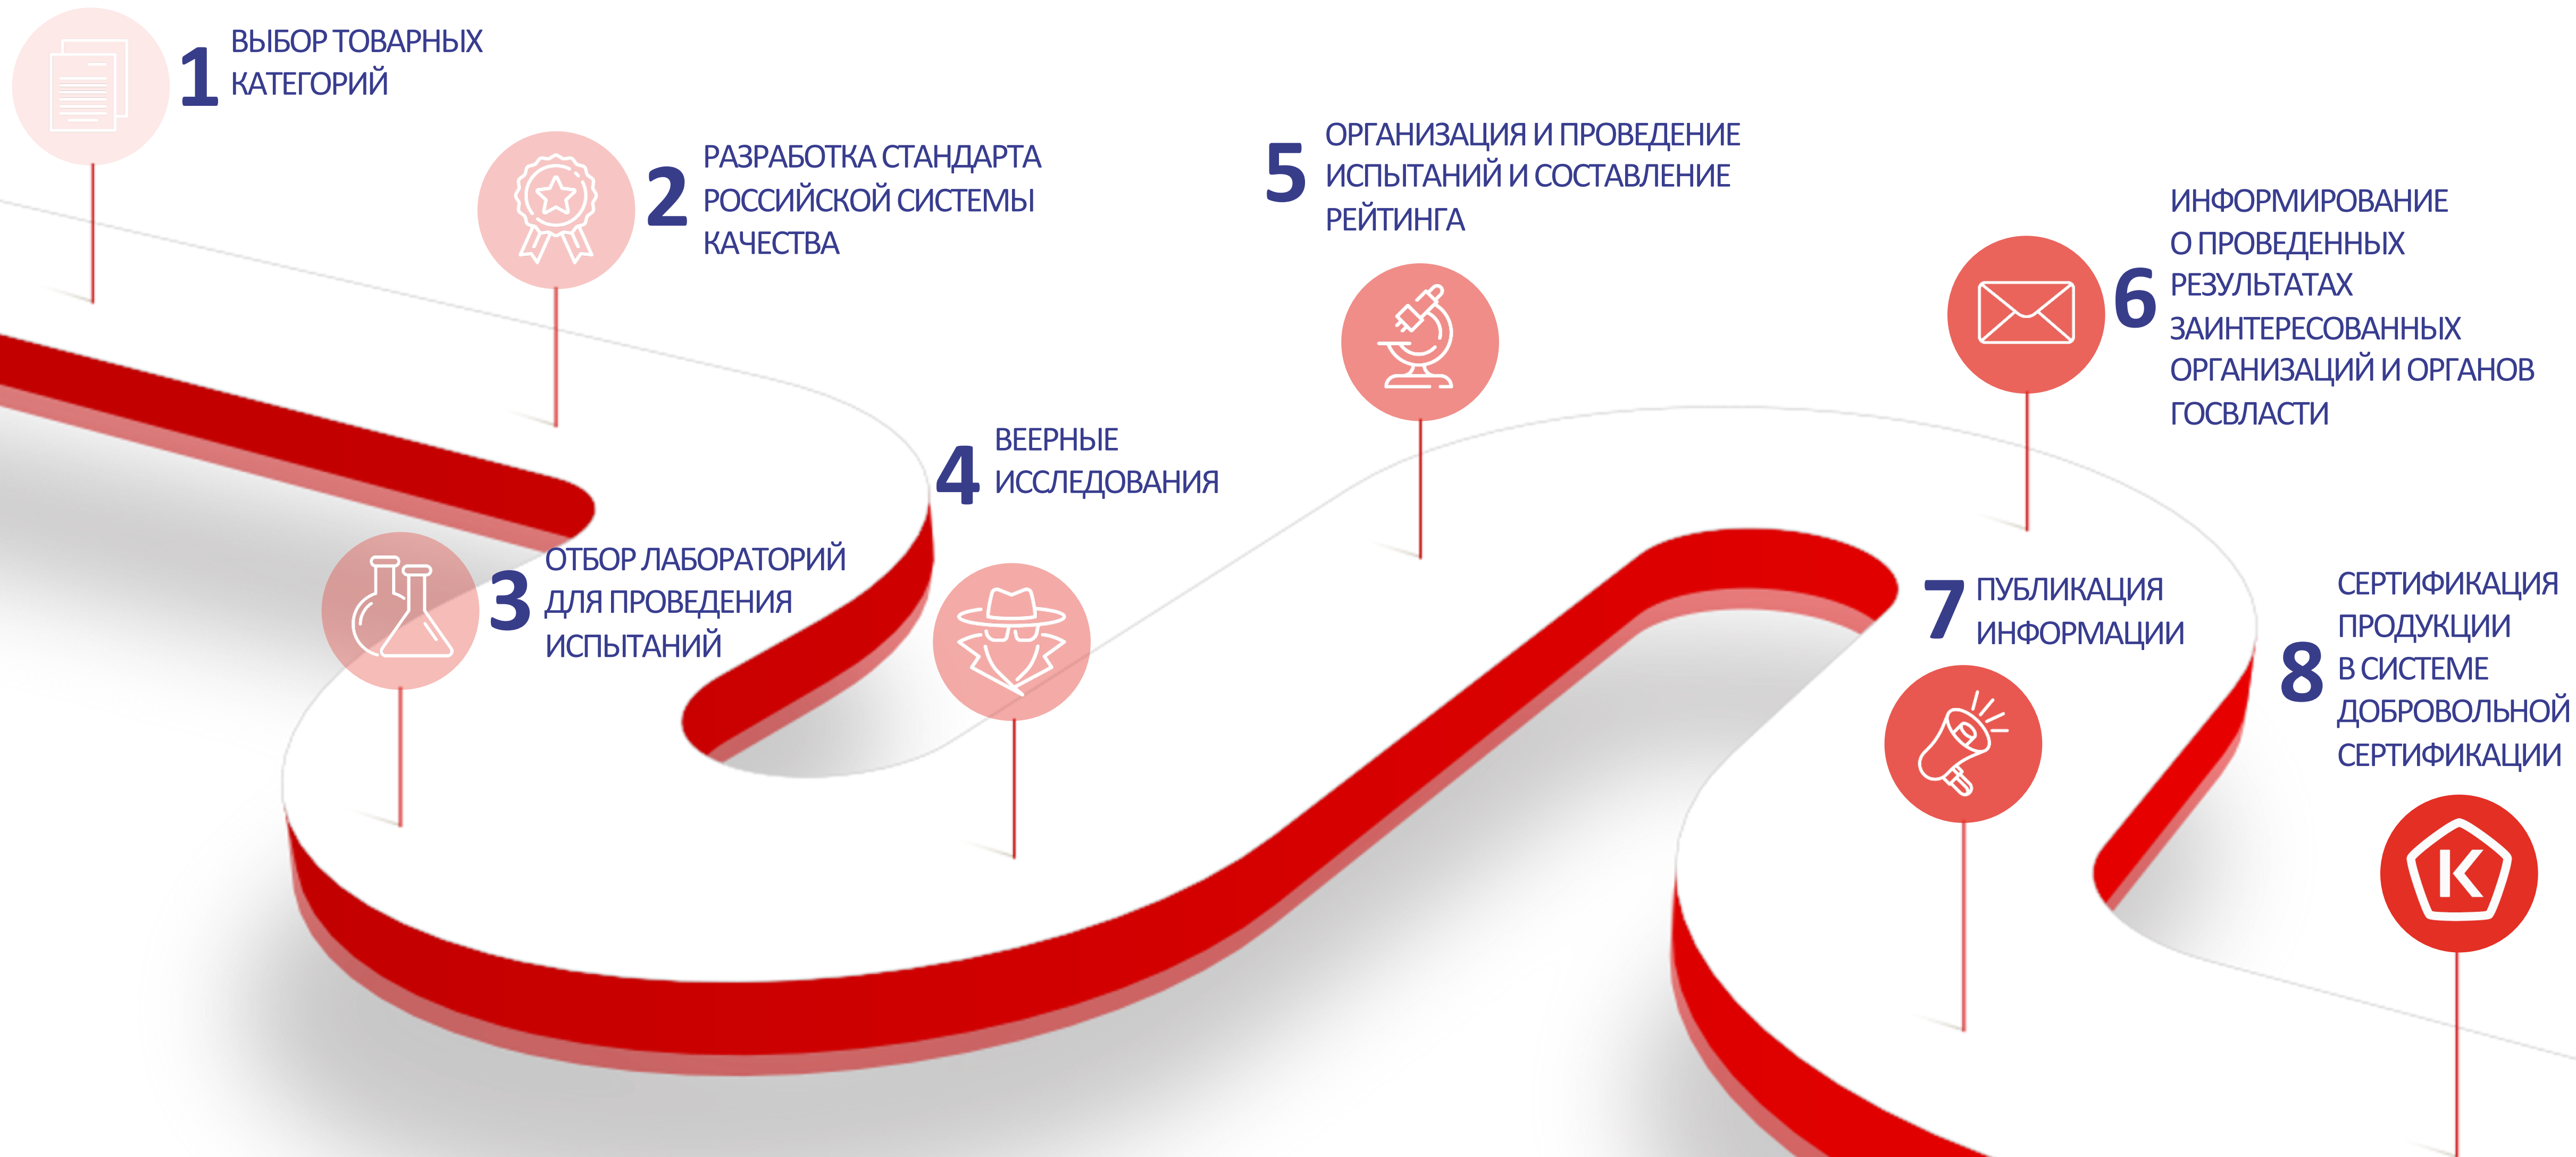 1
ВЫБОР ТОВАРНЫХ
КАТЕГОРИЙ
2
РАЗРАБОТКА СТАНДАРТА
РОССИЙСКОЙ СИСТЕМЫ
КАЧЕСТВА
3
ОТБОР ЛАБОРАТОРИЙ
ДЛЯ ПРОВЕДЕНИЯ
ИСПЫТАНИЙ
4
ВЕЕРНЫЕ
ИССЛЕДОВАНИЯ
5
ОРГАНИЗАЦИЯ И ПРОВЕДЕНИЕ
ИСПЫТАНИЙ И СОСТАВЛЕНИЕ
РЕЙТИНГА
6
ИНФОРМИРОВАНИЕ
О ПРОВЕДЕННЫХ
РЕЗУЛЬТАТАХ
ЗАИНТЕРЕСОВАННЫХ
ОРГАНИЗАЦИЙ И ОРГАНОВ
ГОСВЛАСТИ
7
ПУБЛИКАЦИЯ
ИНФОРМАЦИИ
8
СЕРТИФИКАЦИЯ
ПРОДУКЦИИ
В СИСТЕМЕ
ДОБРОВОЛЬНОЙ
СЕРТИФИКАЦИИ
К